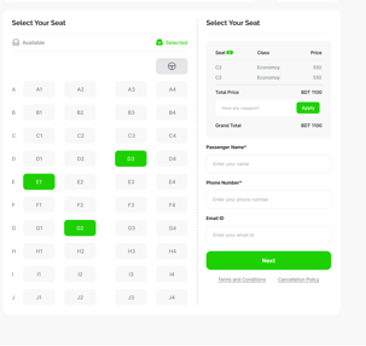 Select Your Seat
Available Selected
A A1 A2 A3 A4
B B1 B2 B3 B4
C C1 C2 C3 C4
D D1 D2 D3 D4
E E1 E2 E3 E4
F F1 F2 F3 F4
G G1 G2 G3 G4
H H1 H2 H3 H4
I I1 I2 I3 I4
J J1 J2 J3 J4
Select Your Seat
Seat Class Price
C2 Economoy 550
C2 Economoy 550
Total Price BDT 1100
Have any coupon? Apply
Grand Total BDT 1100
Passenger Name*
Enter your name
Phone Number*
Enter your phone number
Email ID
Enter your email id
Next
Terms and Conditions Cancellation Policy